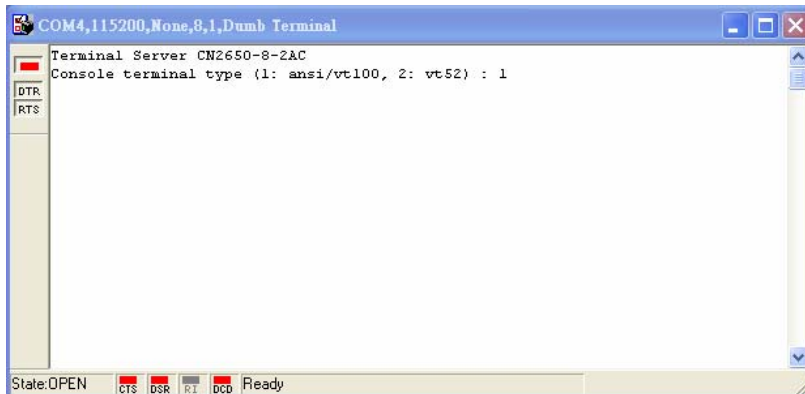 COM4,115200,None,8,1,Dumb Terminal
Terminal Server CN2650-8-2AC
Console terminal type (1: ansi/vt100, 2: vt52) : 1
DTR
RTS
State:OPEN CTS DSR RI DCD Ready